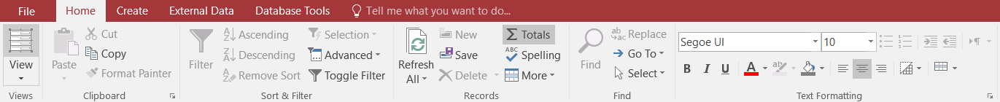 File Home Create External Data Database Tools Tell me what you want to do...
View
Views
Paste
Cut
Copy
Format Painter
Clipboard
Filter
Ascending
Descending
Remove Sort
Selection
Advanced
Toggle Filter
Sort & Filter
Refresh
All
New
Save
Delete
Totals
Spelling
More
Records
Find
Replace
Go To
Select
Find
Segoe UI 10
B I U A
Text Formatting